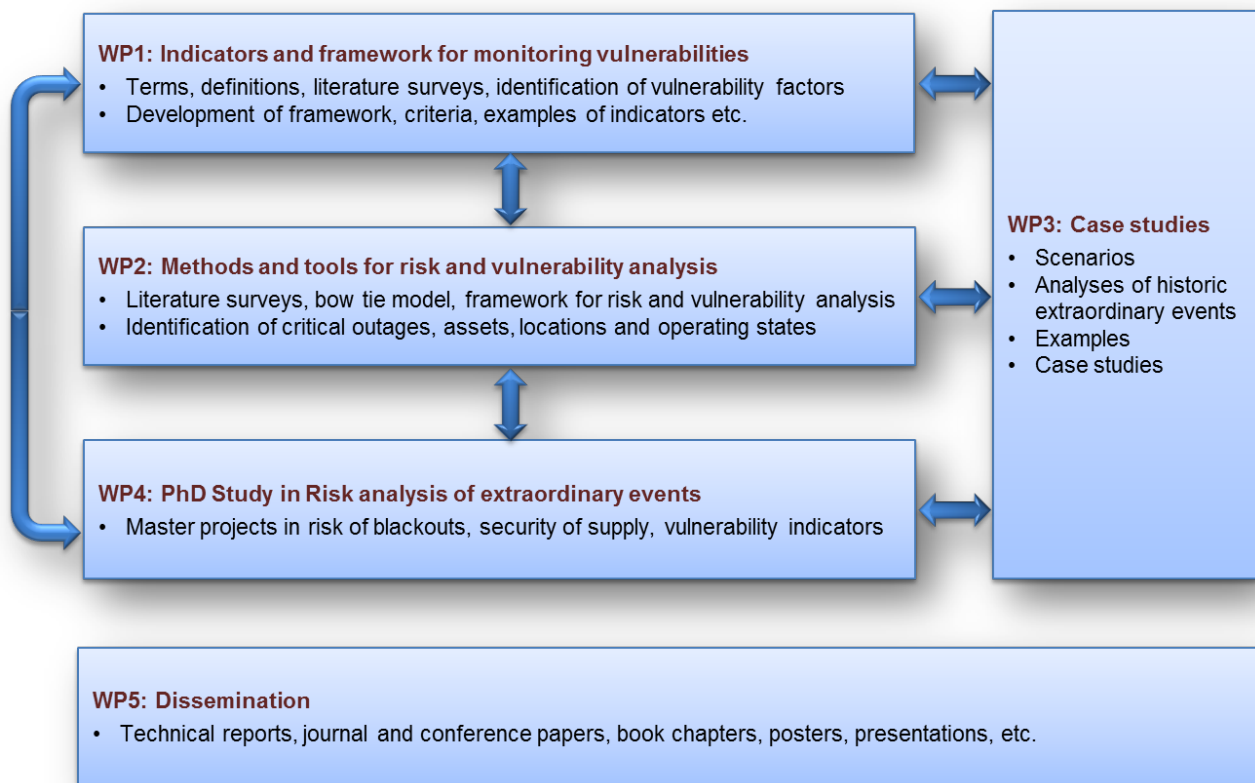 WP1: Indicators and framework for monitoring vulnerabilities
• Terms, definitions, literature surveys, identification of vulnerability factors
• Development of framework, criteria, examples of indicators etc.
WP2: Methods and tools for risk and vulnerability analysis
• Literature surveys, bow tie model, framework for risk and vulnerability analysis
• Identification of critical outages, assets, locations and operating states
WP4: PhD Study in Risk analysis of extraordinary events
• Master projects in risk of blackouts, security of supply, vulnerability indicators
WP3: Case studies
• Scenarios
• Analyses of historic
extraordinary events
• Examples
• Case studies
WP5: Dissemination
• Technical reports, journal and conference papers, book chapters, posters, presentations, etc.